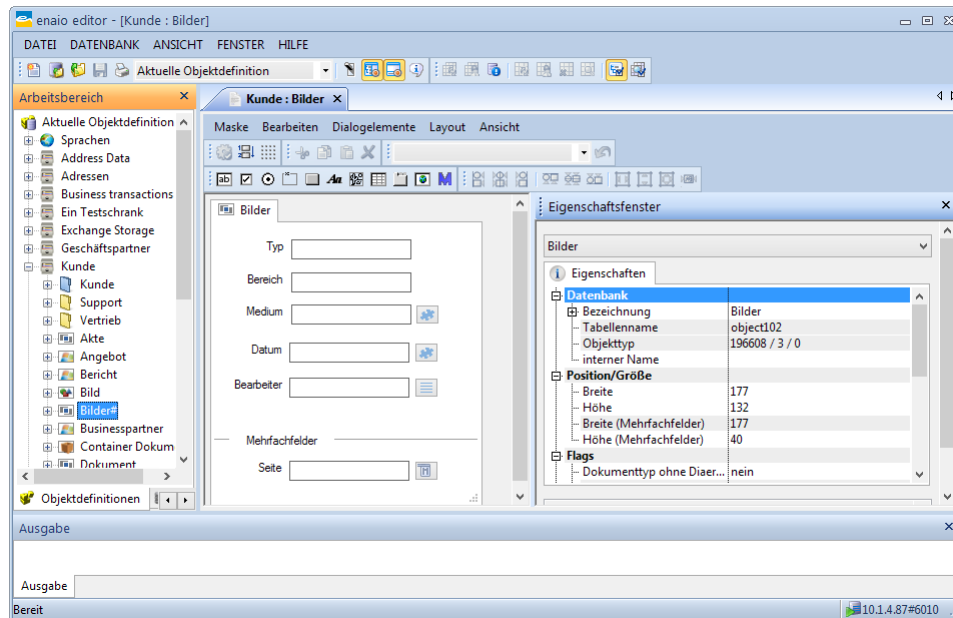 enaio editor - [Kunde : Bilder]
DATEI DATENBANK ANSICHT FENSTER HILFE
Aktuelle Objektdefinition
Arbeitsbereich
Aktuelle Objektdefinition
Sprachen
Address Data
Adressen
Business transactions
Ein Testschrank
Exchange Storage
Geschäftspartner
Kunde
Kunde
Support
Vertrieb
Akte
Angebot
Bericht
Bild
Bilder#
Businesspartner
Container Dokum
Dokument
Objektdefinitionen
Kunde : Bilder
Maske Bearbeiten Dialogelemente Layout Ansicht
ab Aa M
Bilder
Typ
Bereich
Medium
Datum
Bearbeiter
Mehrfachfelder
Seite
Eigenschaftsfenster
Bilder
Eigenschaften
Datenbank
Bezeichnung Bilder
Tabellenname object102
Objekttyp 196608 / 3 / 0
interner Name
Position/Größe
Breite 177
Höhe 132
Breite (Mehrfachfelder) 177
Höhe (Mehrfachfelder) 40
Flags
Dokumenttyp ohne Diaer... nein
Ausgabe
Ausgabe
Bereit 10.1.4.87#6010